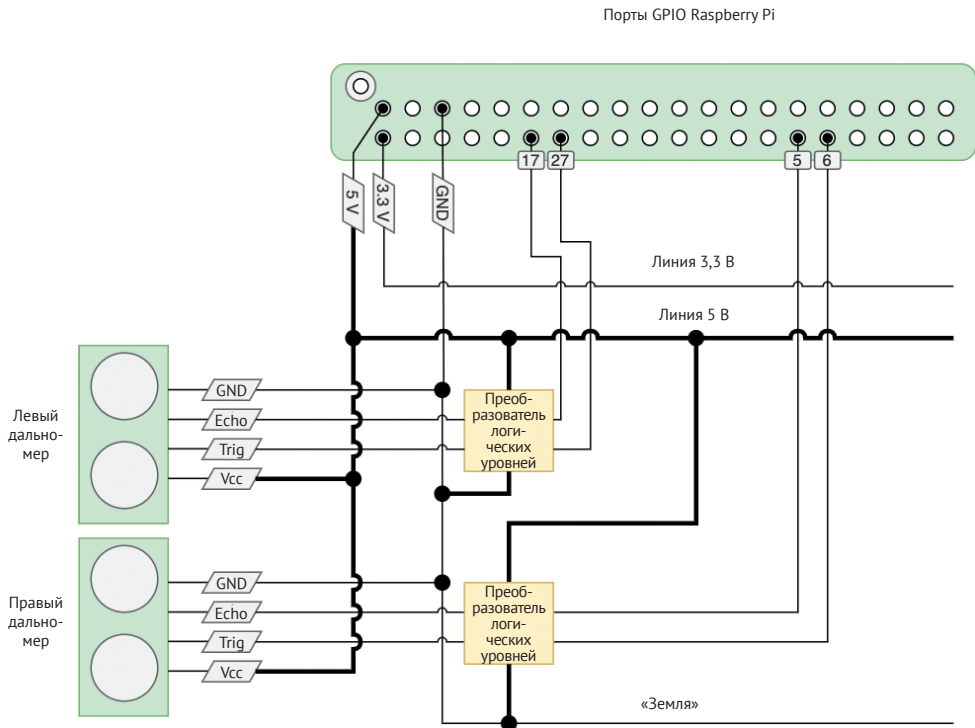 Порты GPIO Raspberry Pi
17
27
5
6
5 V
3.3 V
GND
Линия 3,3 В
Линия 5 В
Левый
дально-
мер
GND
Echo
Trig
Vcc
Преоб-
разователь
логи-
ческих
уровней
Правый
дально-
мер
GND
Echo
Trig
Vcc
Преоб-
разователь
логи-
ческих
уровней
«Земля»